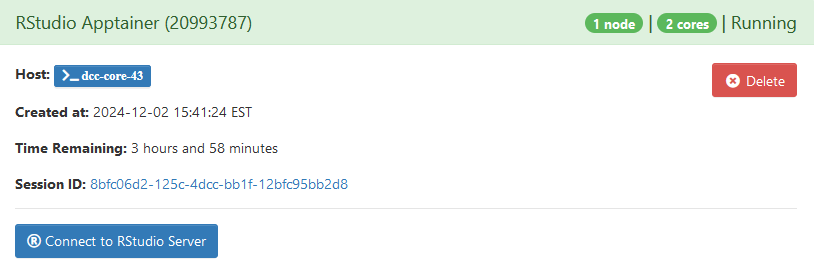 RStudio Apptainer (20993787) 1 node | 2 cores | Running
Host: >_dcc-core-43 Delete
Created at: 2024-12-02 15:41:24 EST
Time Remaining: 3 hours and 58 minutes
Session ID: 8bfc06d2-125c-4dcc-bb1f-12bfc95bb2d8
® Connect to RStudio Server